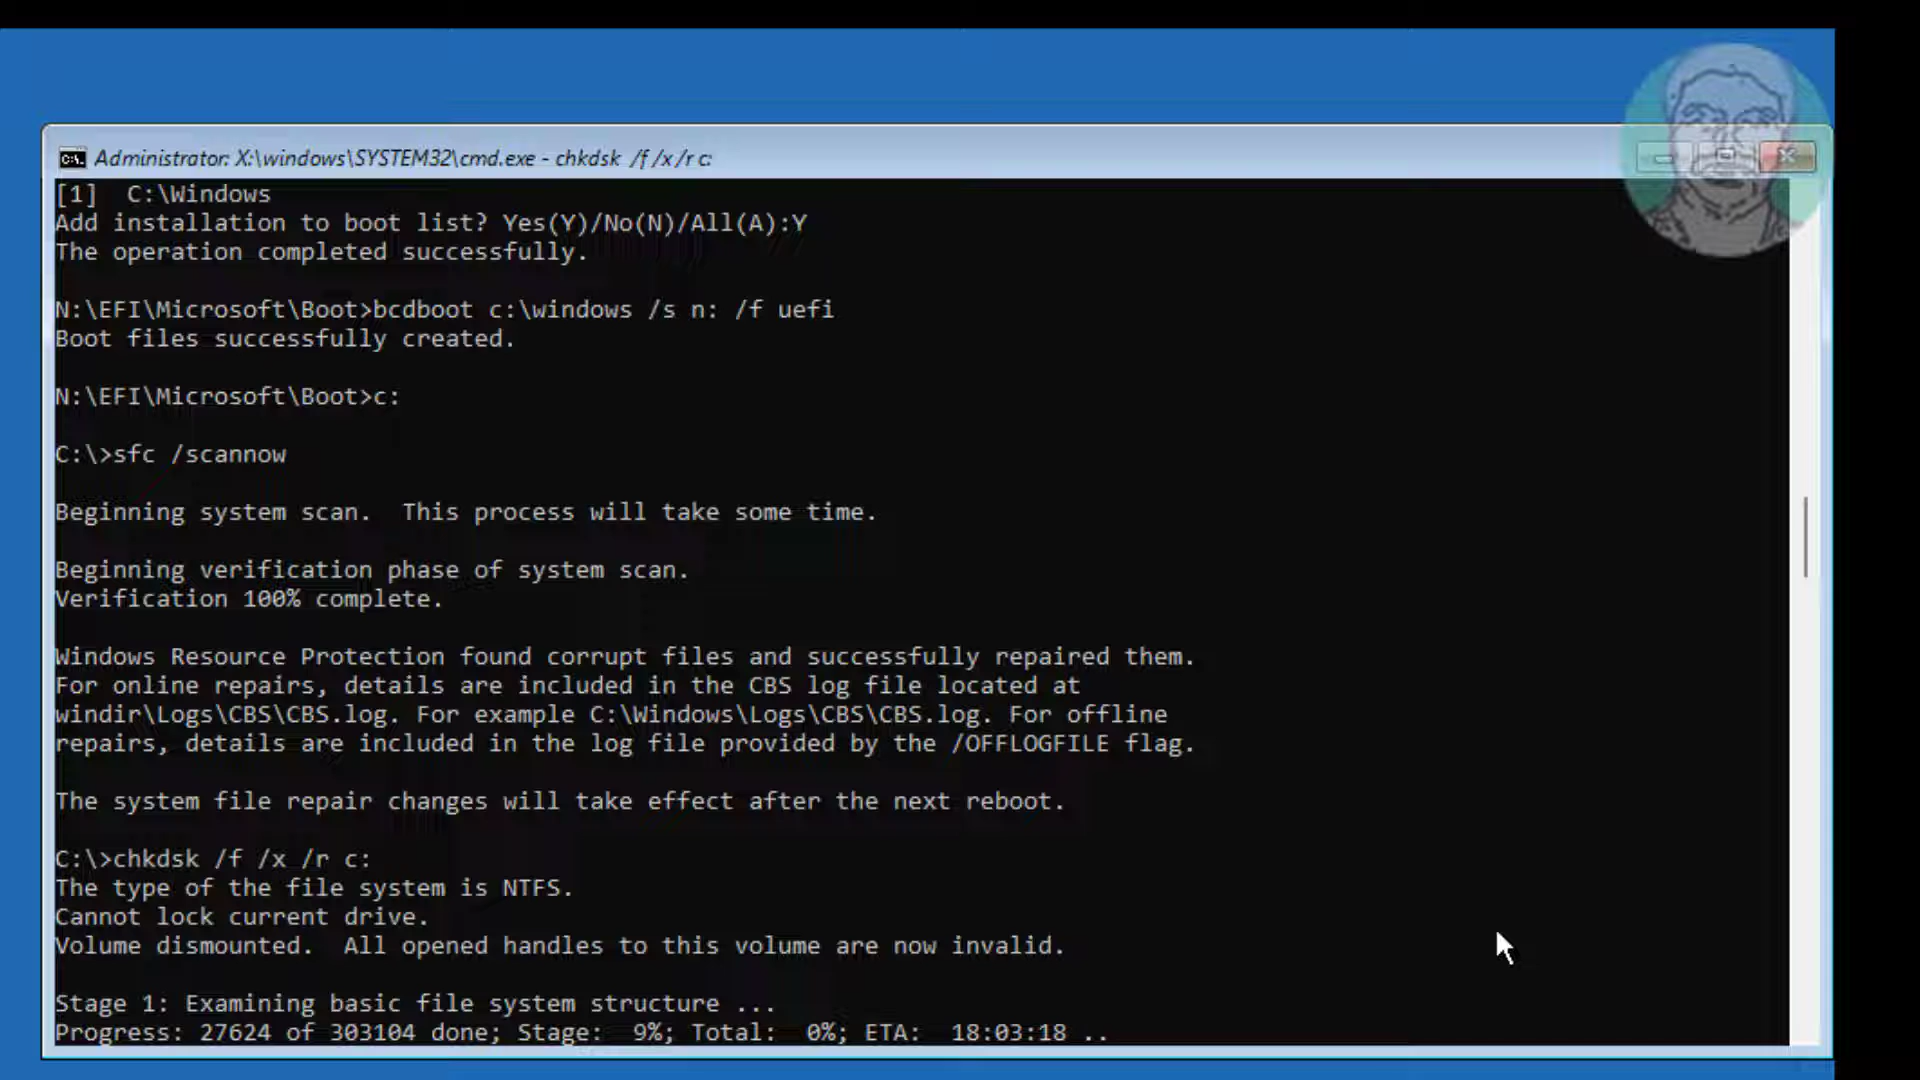 Administrator: X:\windows\SYSTEM32\cmd.exe - chkdsk /f /x /r c:
[1]  C:\Windows
Add installation to boot list? Yes(Y)/No(N)/All(A):Y
The operation completed successfully.
N:\EFI\Microsoft\Boot>bcdboot c:\windows /s n: /f uefi
Boot files successfully created.
N:\EFI\Microsoft\Boot>c:
C:\>sfc /scannow
Beginning system scan.  This process will take some time.
Beginning verification phase of system scan.
Verification 100% complete.
Windows Resource Protection found corrupt files and successfully repaired them.
For online repairs, details are included in the CBS log file located at
windir\Logs\CBS\CBS.log. For example C:\Windows\Logs\CBS\CBS.log. For offline
repairs, details are included in the log file provided by the /OFFLOGFILE flag.
The system file repair changes will take effect after the next reboot.
C:\>chkdsk /f /x /r c:
The type of the file system is NTFS.
Cannot lock current drive.
Volume dismounted.  All opened handles to this volume are now invalid.
Stage 1: Examining basic file system structure ...
Progress: 27624 of 303104 done; Stage:  9%; Total:  0%; ETA:  18:03:18 ..